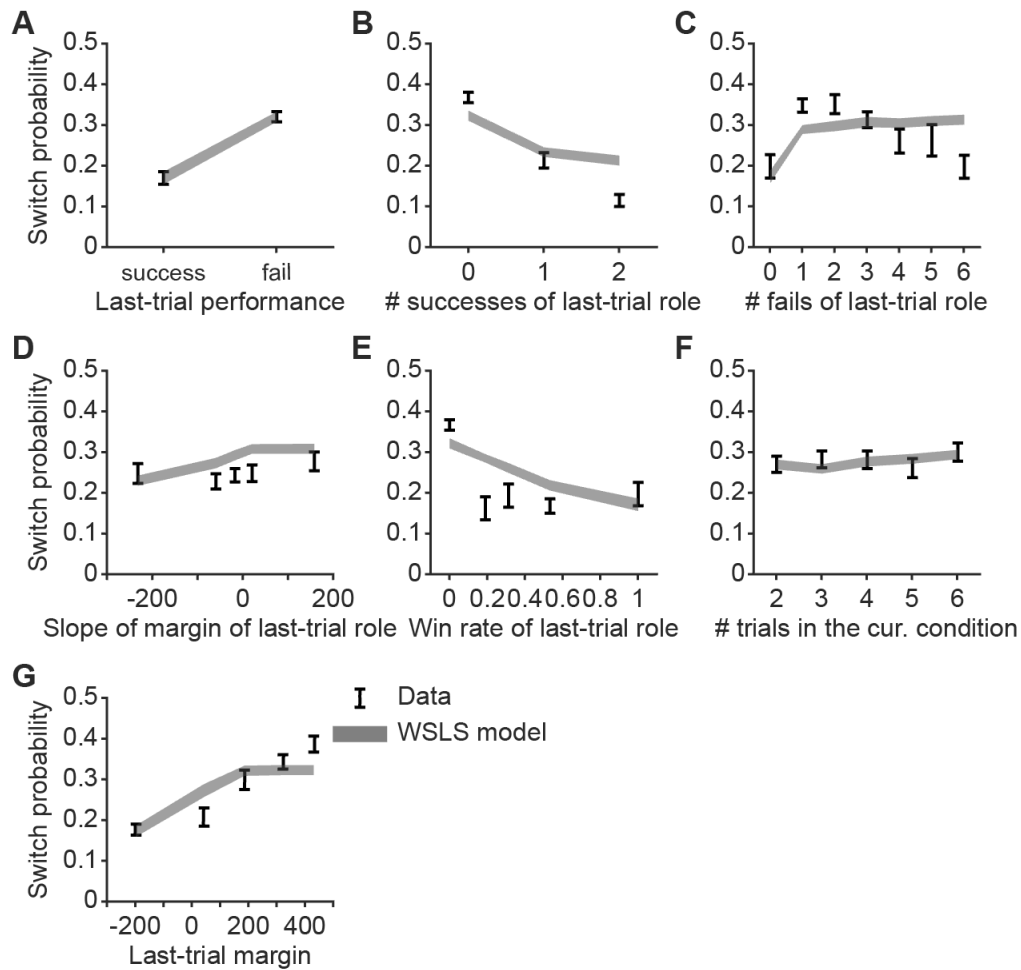 A
B
C
Switch probability
0.5
0.4
0.3
0.2
0.1
0
success
fail
Last-trial performance
0.5
0.4
0.3
0.2
0.1
0
0
1
2
# successes of last-trial role
0.5
0.4
0.3
0.2
0.1
0
0 1 2 3 4 5 6
# fails of last-trial role
D
E
F
Switch probability
0.5
0.4
0.3
0.2
0.1
0
-200 0 200
Slope of margin of last-trial role
0.5
0.4
0.3
0.2
0.1
0
0 0.2 0.4 0.6 0.8 1
Win rate of last-trial role
0.5
0.4
0.3
0.2
0.1
0
2 3 4 5 6
# trials in the cur. condition
G
Switch probability
0.5
0.4
0.3
0.2
0.1
0
-200 0 200 400
Last-trial margin
Data
WSLS model